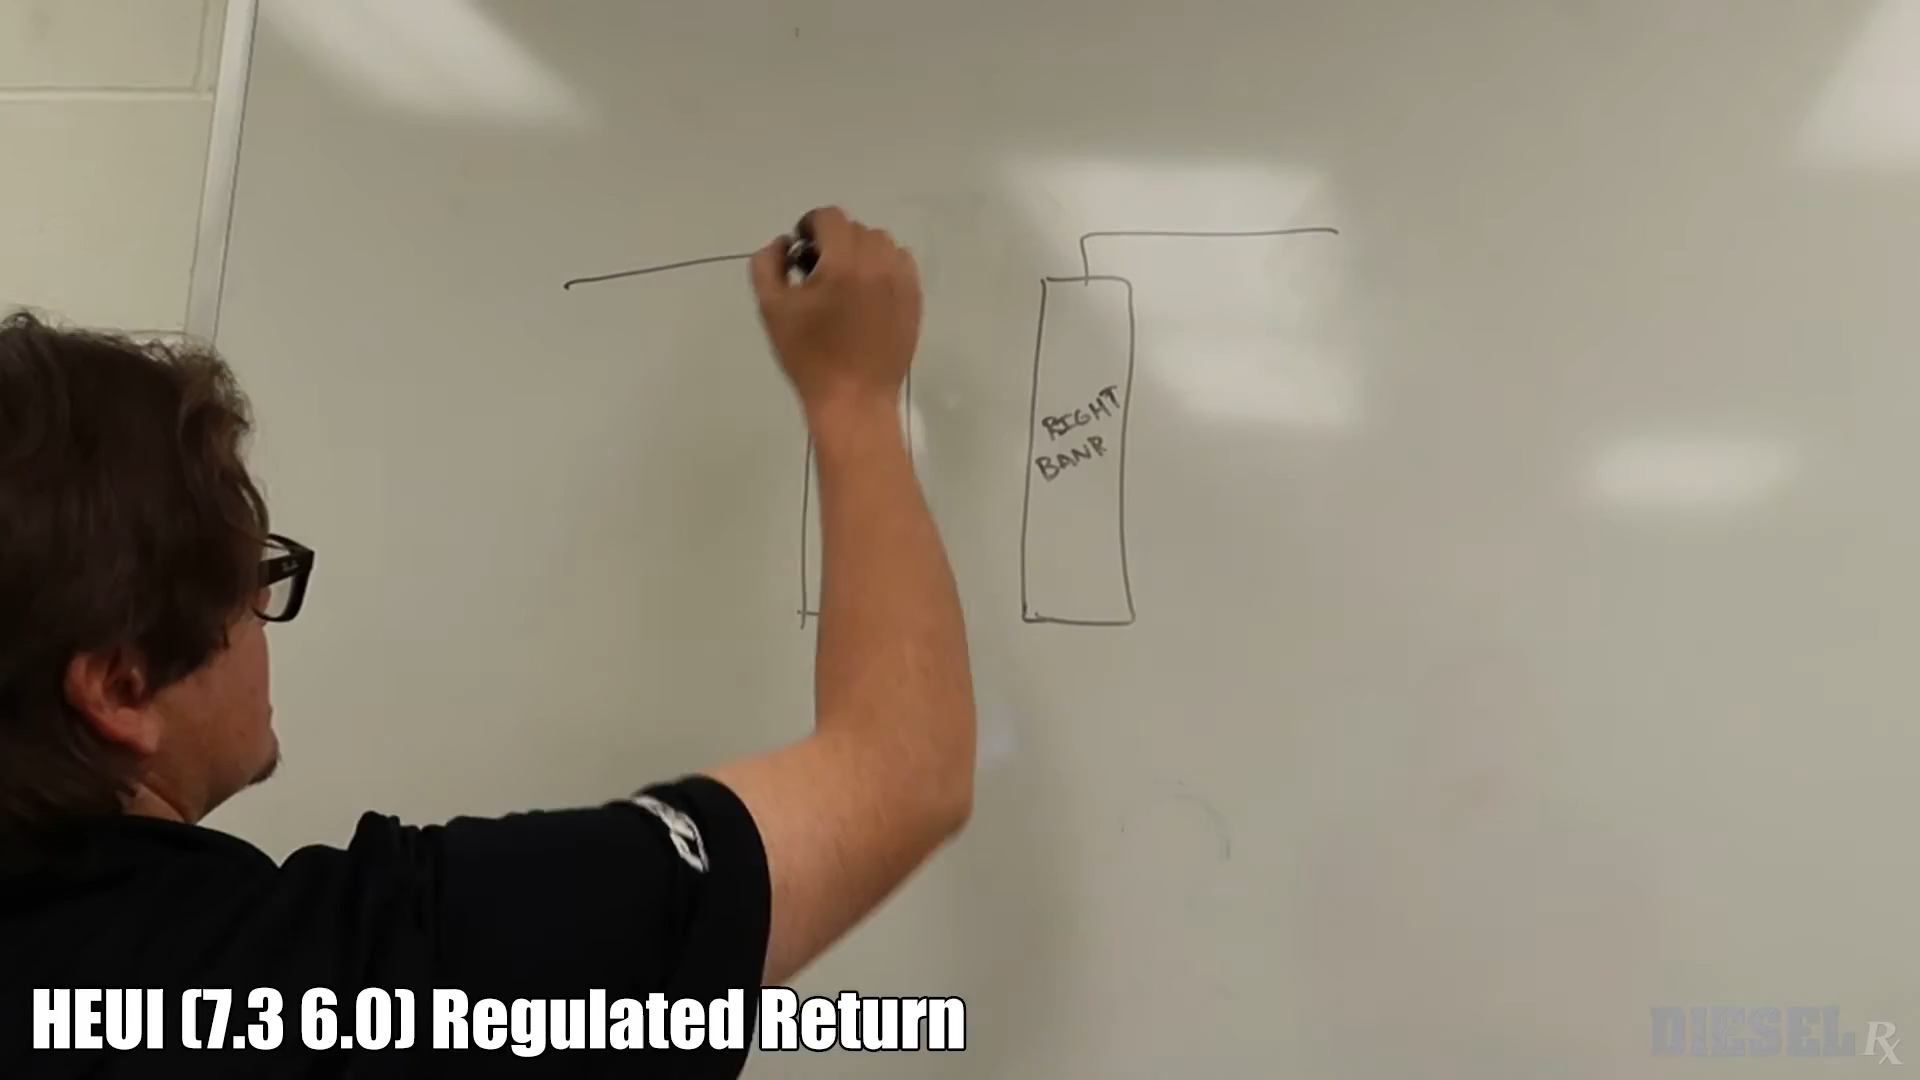 RIGHT
BANK
HEUI (7.3 6.0) Regulated Return
DIESEL Rx